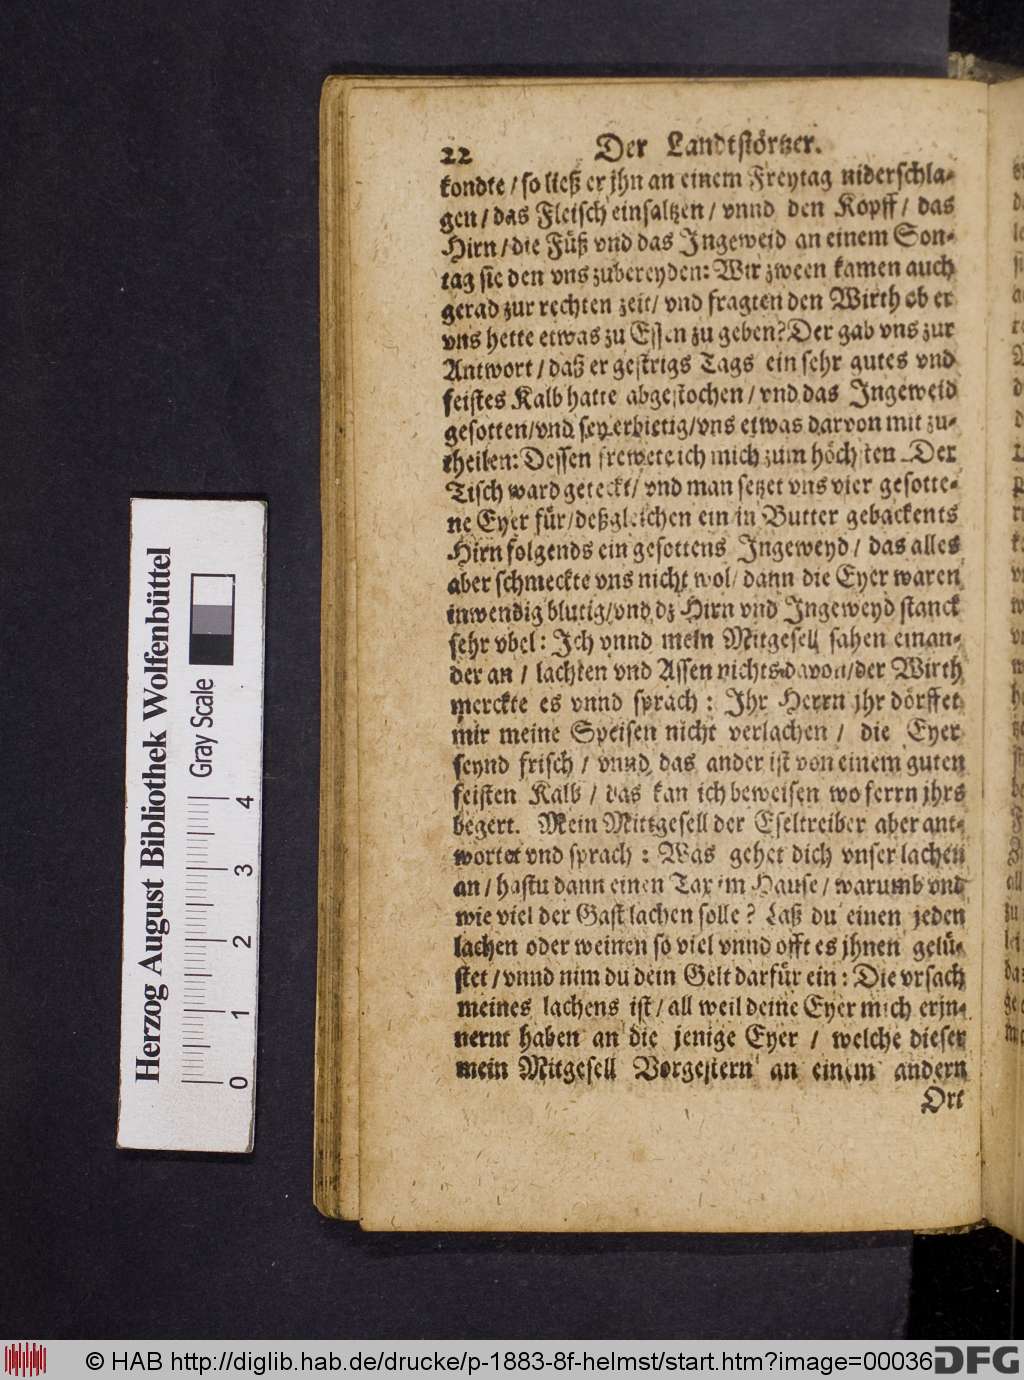 22 Der Landtstörtzer.
kondte / so ließ er jhn an einem Freytag niderschla-
gen / das Fleisch einsaltzen / vnnd den Kopff / das
Hirn / die Füß vnd das Ingeweid an einem Son-
tag sie den vns zubereyden: Wir zween kamen auch
gerad zur rechten zeit / vnd fragten den Wirth ob er
vns hette etwas zu Essen zu geben? Der gab vns zur
Antwort / daß er gestrigs Tags ein sehr gutes vnd
feistes Kalb hatte abgestochen / vnd das Ingeweid
gesotten / vnd sey erbietig / vns etwas darvon mit zu-
theilen: Dessen frewete ich mich zum höchsten Der
Tisch ward geteckt / vnd man setzet vns vier gesotte-
ne Eyer für / deßgleichen ein in Butter gebackents
Hirn folgends ein gesottens Ingeweyd / das alles
aber schmeckte vns nicht wol / dann die Eyer waren
inwendig blutig / vnd dz Hirn vnd Ingeweyd stanck
sehr vbel: Ich vnnd mein Mitgesell sahen einan-
der an / lachten vnd Assen nichts davon / der Wirth
merckte es vnnd sprach: Ihr Herrn jhr dörffet
mir meine Speisen nicht verlachen / die Eyer
seynd frisch / vnnd das ander ist von einem guten
feisten Kalb / das kan ich beweisen wo ferrn jhrs
begert. Mein Mittgesell der Eseltreiber aber ant-
wortet vnd sprach: Was gehet dich vnser lachen
an / hastu dann einen Tax im Hause / warumb vnd
wie viel der Gast lachen solle? Laß du einen jeden
lachen oder weinen so viel vnnd offt es jhnen gelü-
stet / vnnd nim du dein Gelt darfür ein: Die vrsach
meines lachens ist / all weil deine Eyer mich erjn-
nernt haben an die jenige Eyer / welche dieser
mein Mitgesell Vorgestern an einem andern
Ort
Herzog August Bibliothek Wolfenbüttel
Gray Scale
0 1 2 3 4
© HAB http://diglib.hab.de/drucke/p-1883-8f-helmst/start.htm?image=00036
DFG